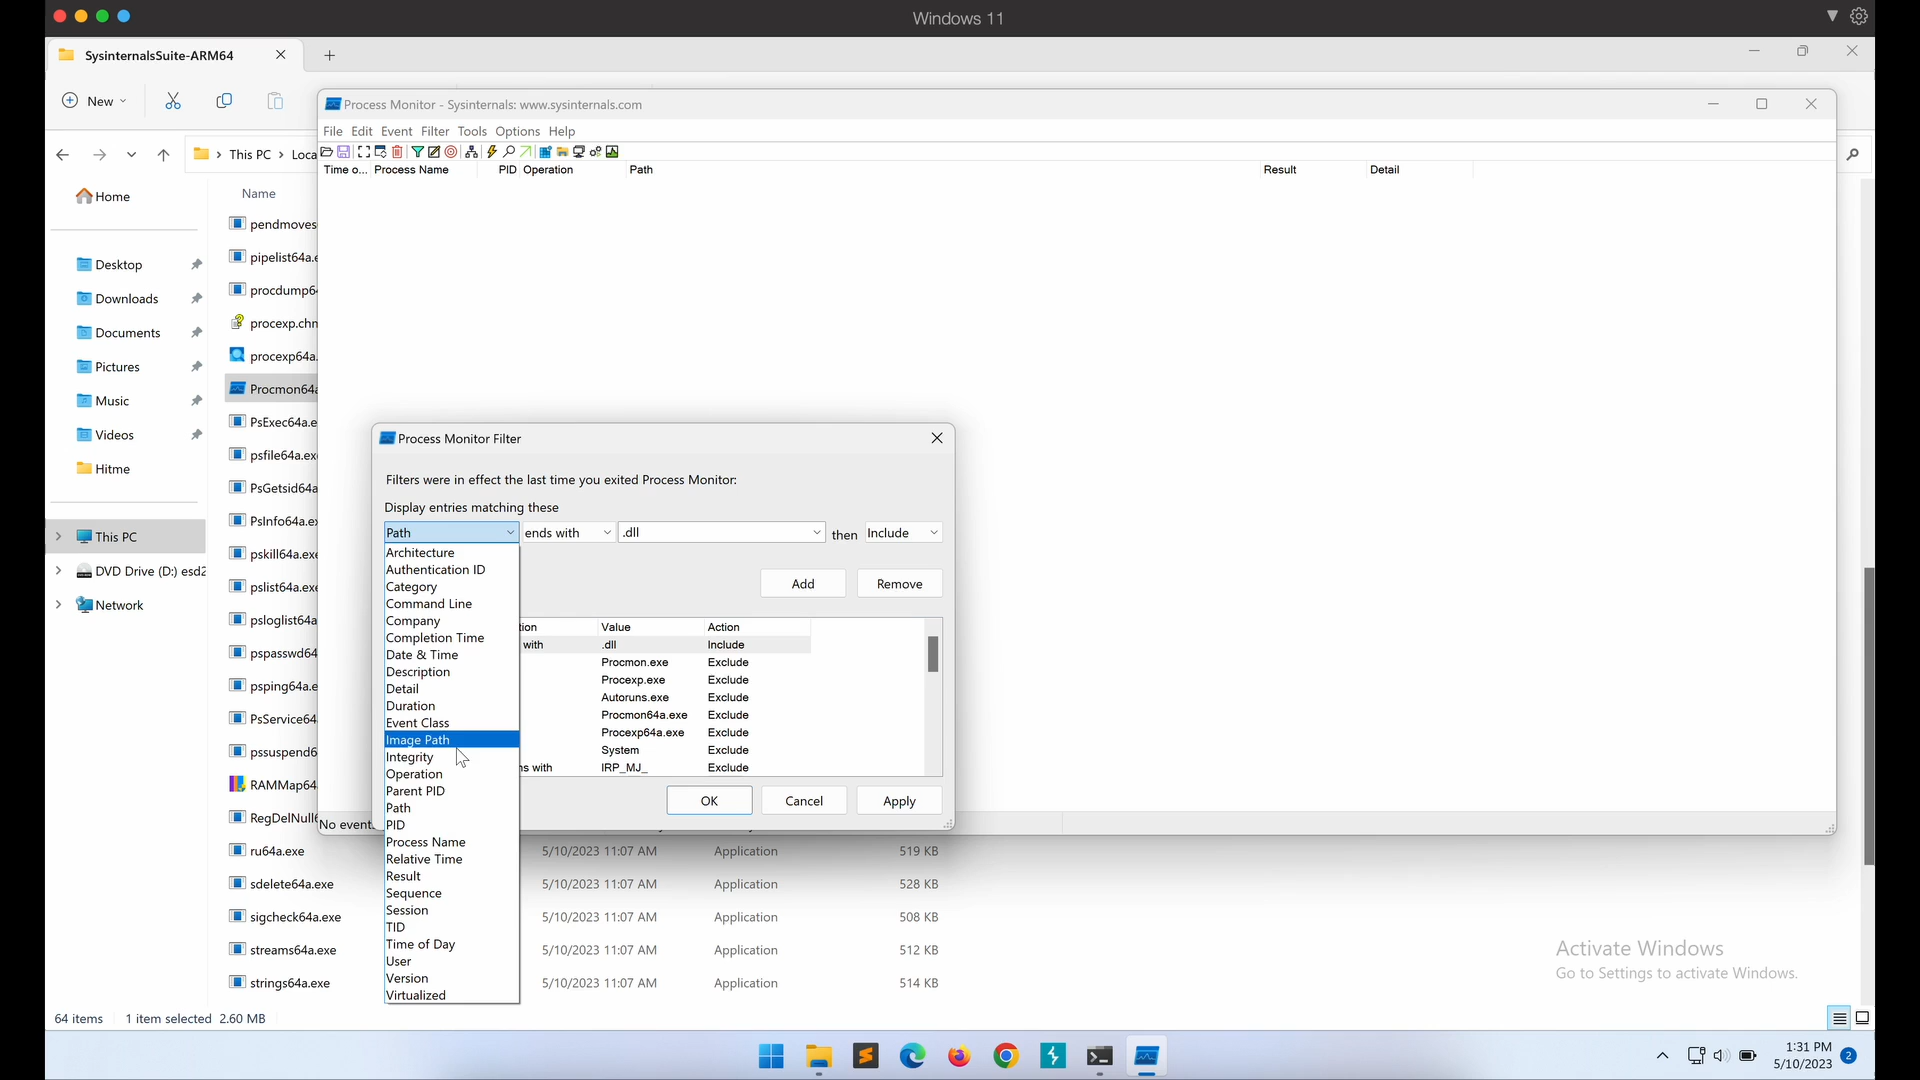 Windows 11
SysinternalsSuite-ARM64
New
Process Monitor - Sysinternals: www.sysinternals.com
File Edit Event Filter Tools Options Help
This PC
Time o... Process Name PID Operation Path Result Detail
Home
Name
pendmoves
pipelist64a.e
procdump64
procexp.chn
procexp64a.
Procmon64a
PsExec64a.e
psfile64a.ex
PsGetsid64a
PsInfo64a.ex
pskill64a.exe
pslist64a.exe
psloglist64a
pspasswd64
psping64a.e
PsService64
pssuspend6
RAMMap64
RegDelNull6
Desktop
Downloads
Documents
Pictures
Music
Videos
Hitme
This PC
DVD Drive (D:) esd2
Network
Process Monitor Filter
Filters were in effect the last time you exited Process Monitor:
Display entries matching these
Path ends with .dll then Include
Add Remove
Architecture
Authentication ID
Category
Command Line
Company
Completion Time
Date & Time
Description
Detail
Duration
Event Class
Image Path
Integrity
Operation
Parent PID
Path
PID
Process Name
Relative Time
Result
Sequence
Session
TID
Time of Day
User
Version
Virtualized
tion Value Action
with .dll Include
Procmon.exe Exclude
Procexp.exe Exclude
Autoruns.exe Exclude
Procmon64a.exe Exclude
Procexp64a.exe Exclude
System Exclude
ns with IRP_MJ_ Exclude
OK Cancel Apply
No event
ru64a.exe 5/10/2023 11:07 AM Application 519 KB
sdelete64a.exe 5/10/2023 11:07 AM Application 528 KB
sigcheck64a.exe 5/10/2023 11:07 AM Application 508 KB
streams64a.exe 5/10/2023 11:07 AM Application 512 KB
strings64a.exe 5/10/2023 11:07 AM Application 514 KB
Activate Windows
Go to Settings to activate Windows.
64 items 1 item selected 2.60 MB
1:31 PM
5/10/2023
2